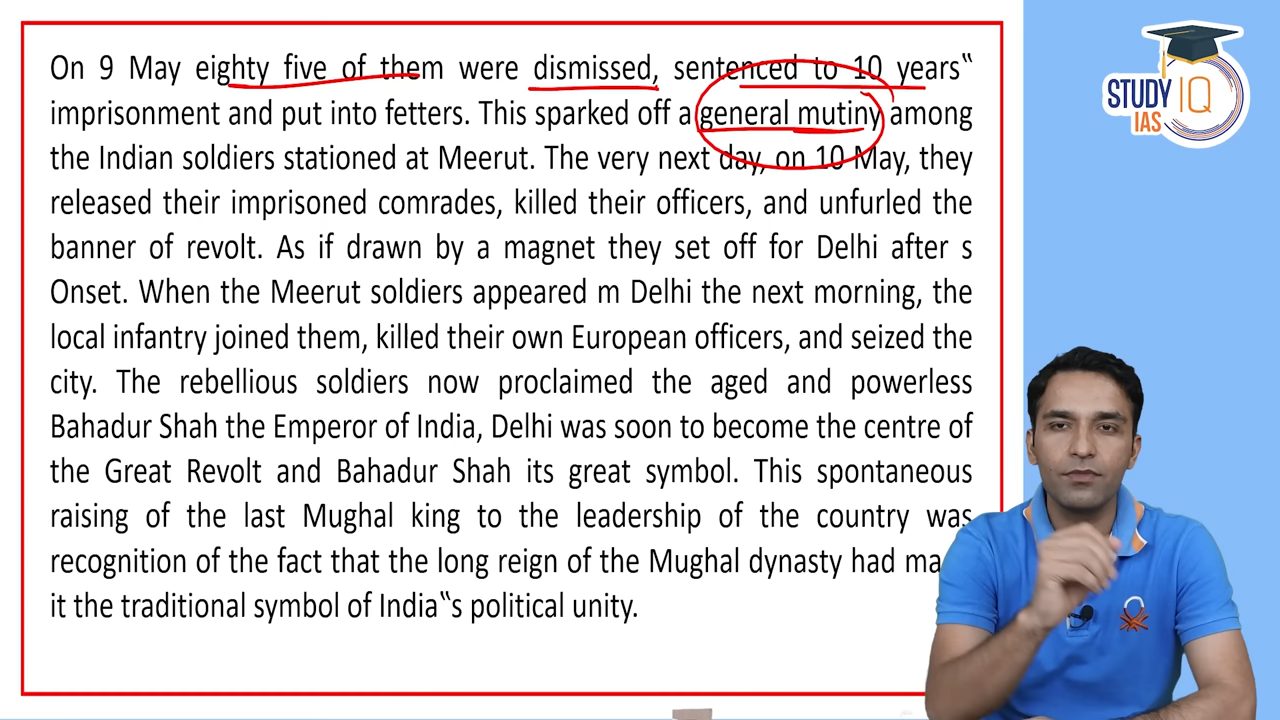 On 9 May eighty five of them were dismissed, sentenced to 10 years‟
imprisonment and put into fetters. This sparked off a general mutiny among
the Indian soldiers stationed at Meerut. The very next day, on 10 May, they
released their imprisoned comrades, killed their officers, and unfurled the
banner of revolt. As if drawn by a magnet they set off for Delhi after s
Onset. When the Meerut soldiers appeared m Delhi the next morning, the
local infantry joined them, killed their own European officers, and seized the
city. The rebellious soldiers now proclaimed the aged and powerless
Bahadur Shah the Emperor of India, Delhi was soon to become the centre of
the Great Revolt and Bahadur Shah its great symbol. This spontaneous
raising of the last Mughal king to the leadership of the country was
recognition of the fact that the long reign of the Mughal dynasty had
it the traditional symbol of India‟s political unity.
STUDY IQ
IAS